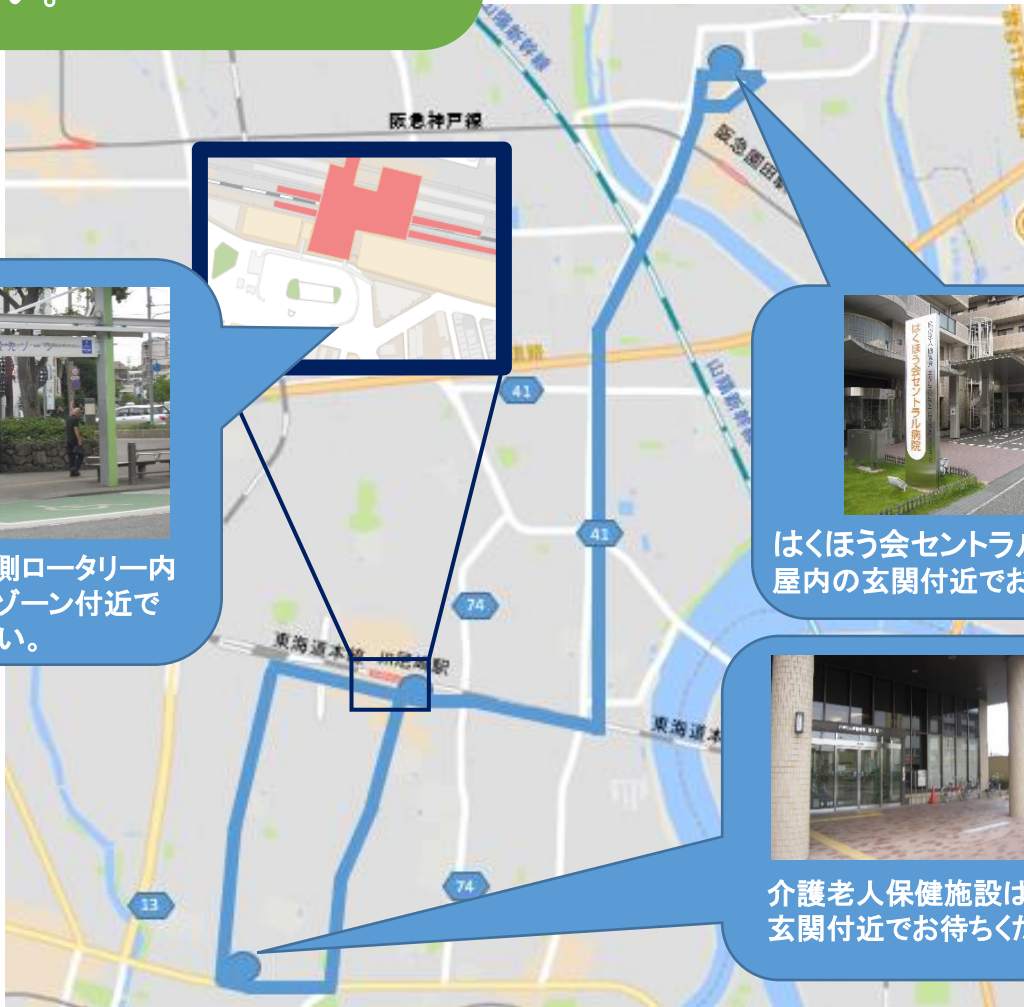 い。
山陽新幹線
阪急神戸線
阪急園田駅
41
山陽新幹線
はくほう会セントラル病院
側ロータリー内
ゾーン付近で
い。
はくほう会セントラル
屋内の玄関付近でお
41
74
東海道本線
JR尼崎駅
東海道本
74
13
介護老人保健施設は
玄関付近でお待ちくだ